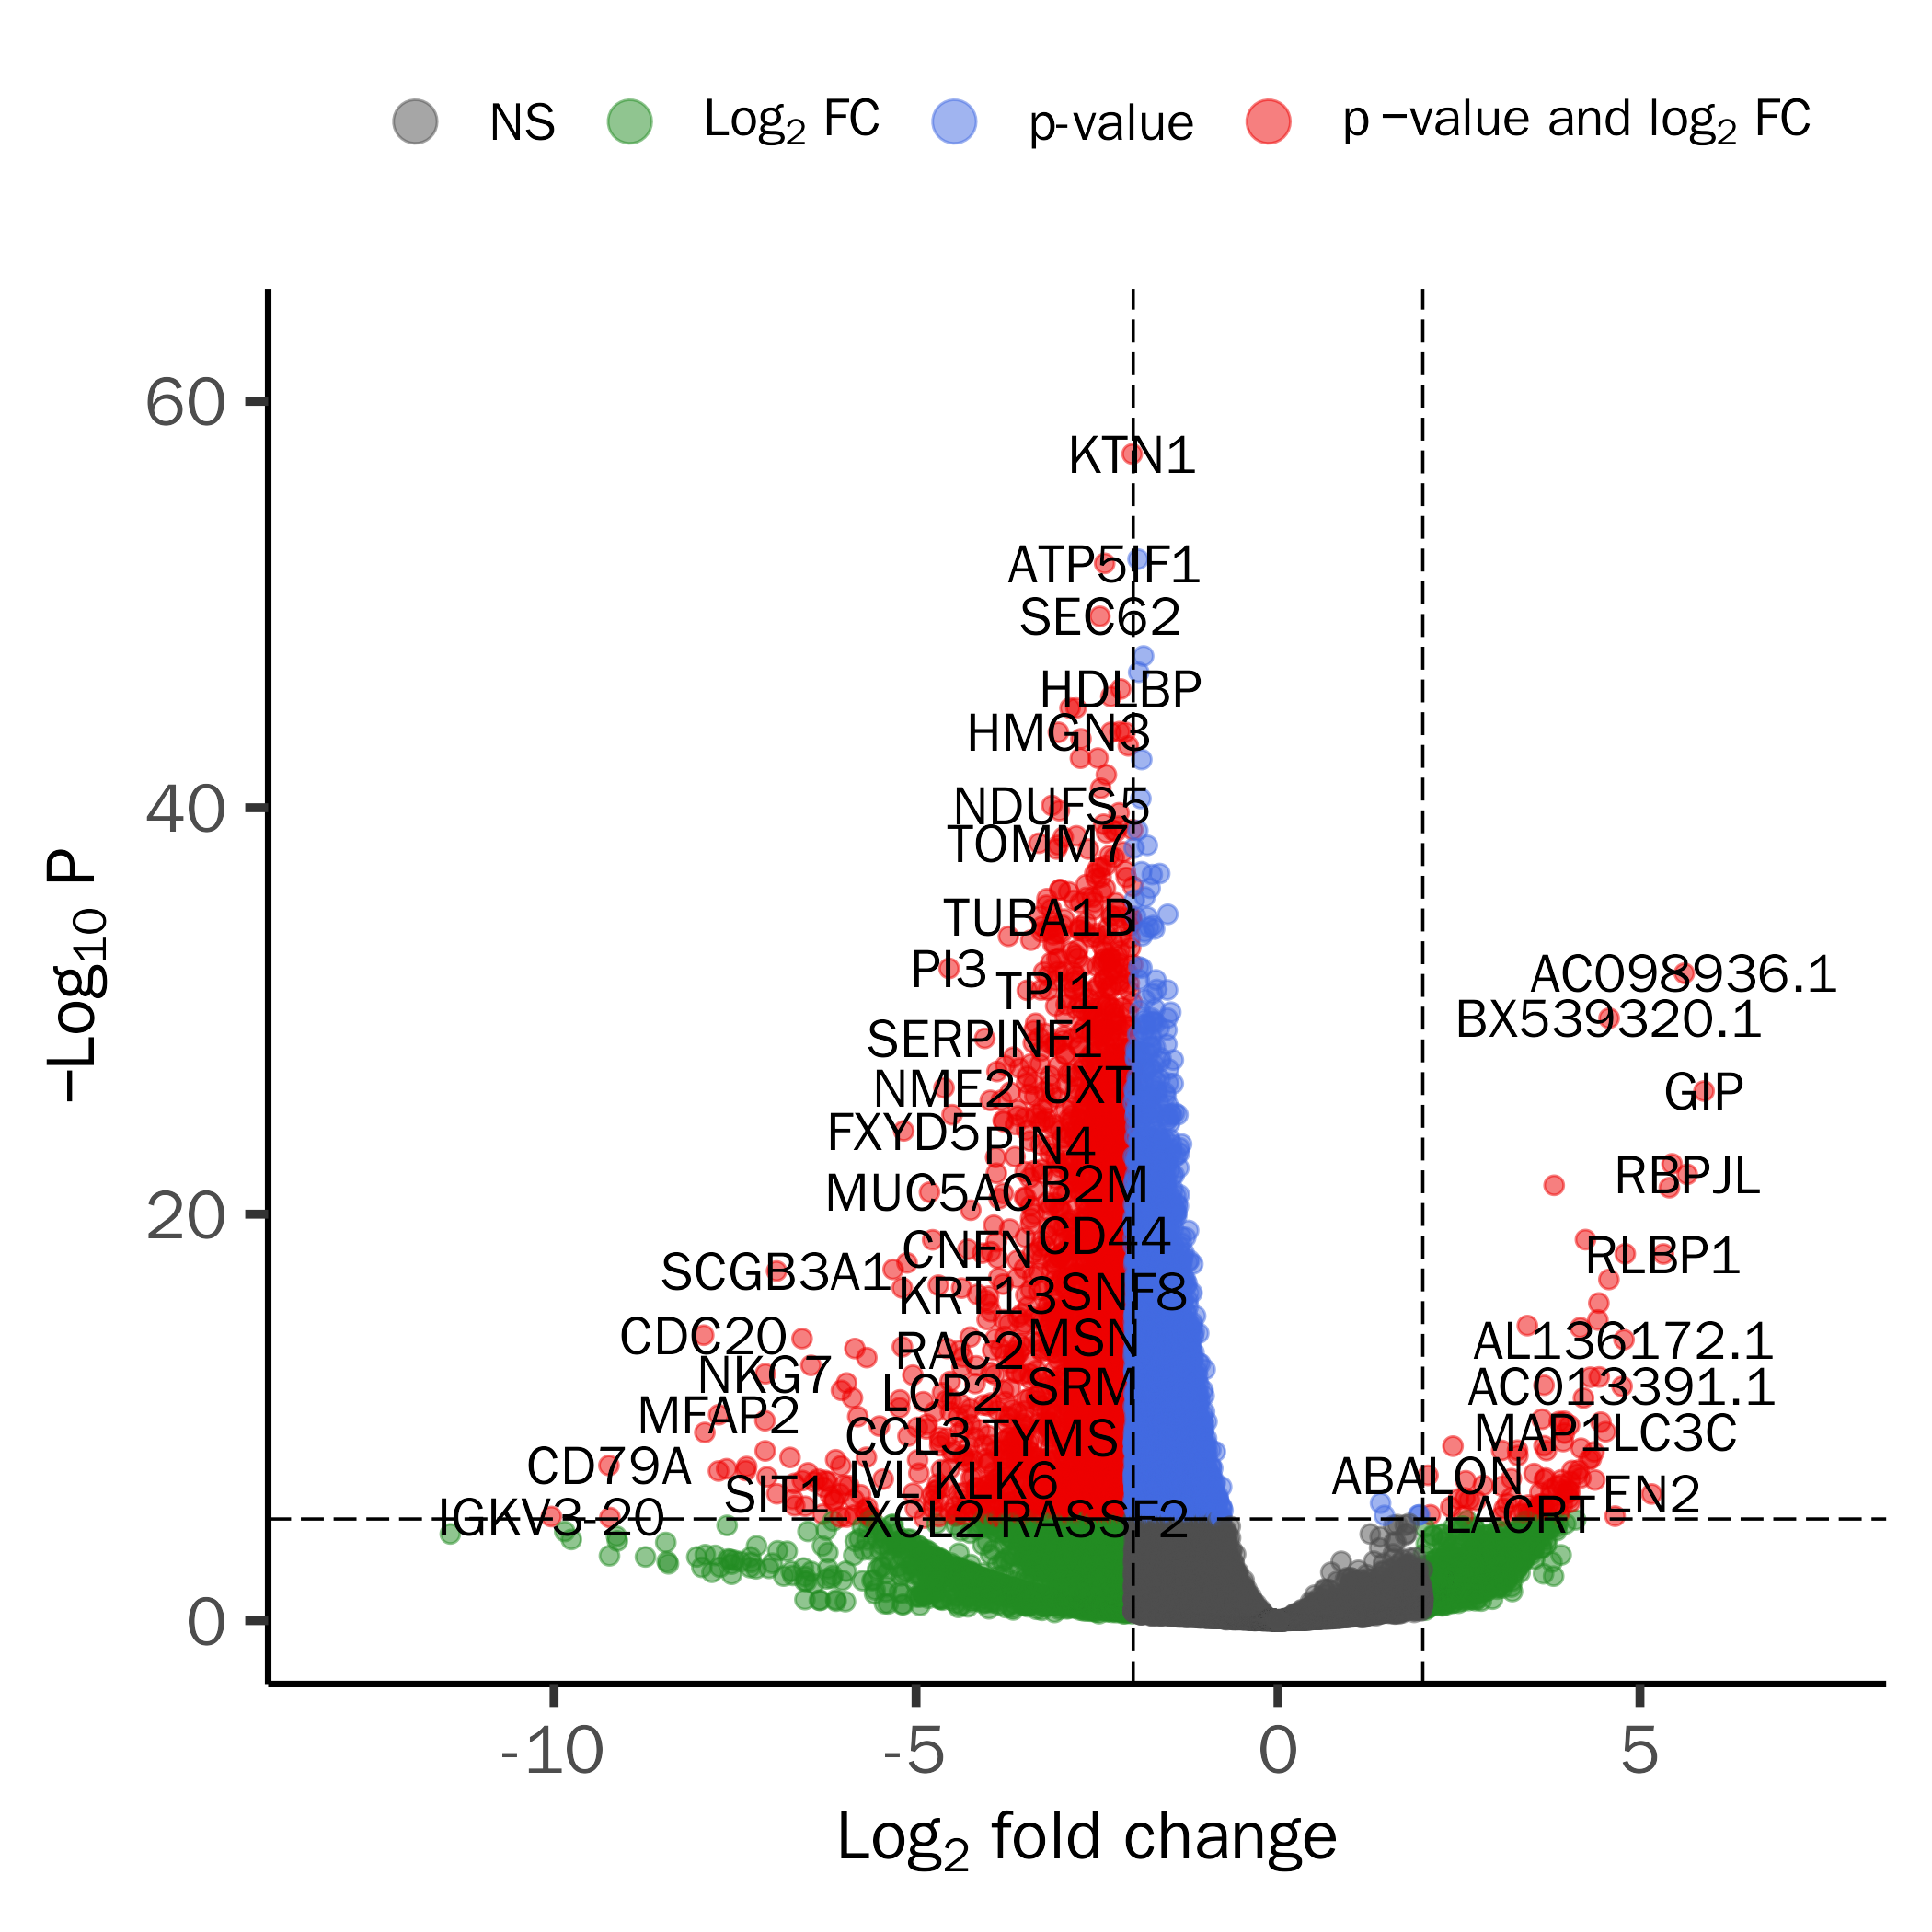 NS Log₂ FC p-value p −value and log₂ FC
60
KTN1
ATP5IF1
SEC62
HDLBP
HMGN3
40
NDUFS5
TOMM7
−Log₁₀ P
TUBA1B
PI3
TPI1
AC098936.1
BX539320.1
SERPINF1
NME2 UXT
GIP
FXYD5 PIN4
MUC5AC B2M
RBPJL
20
CNFN CD44
RLBP1
SCGB3A1
KRT13 SNF8
CDC20
RAC2 MSN
AL136172.1
NKG7
LCP2 SRM
AC013391.1
MFAP2
CCL3 TYMS
MAP1LC3C
CD79A
IVL KLK6
ABALON
SIT1
EN2
IGKV3-20
XCL2 RASSF2
LACRT
0
-10 -5 0 5
Log₂ fold change